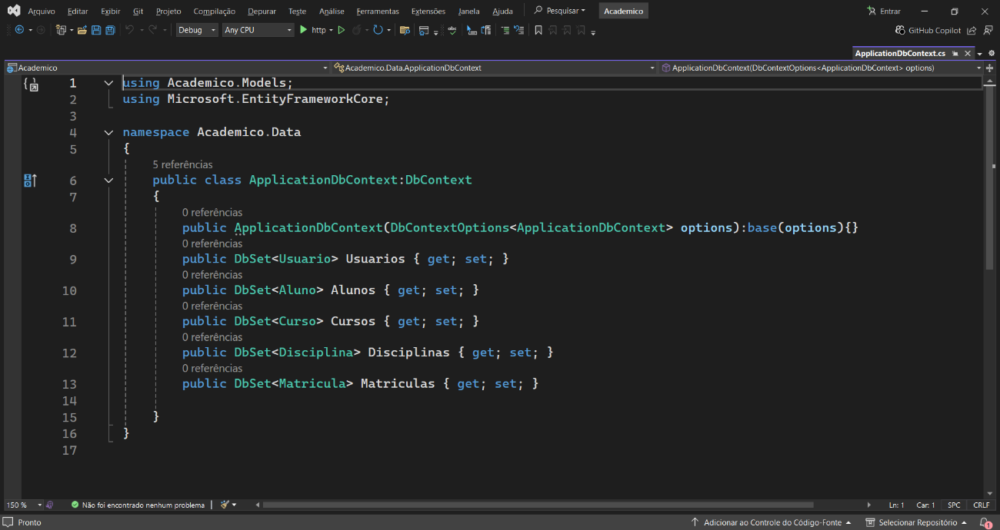 Arquivo Editar Exibir Git Projeto Compilação Depurar Teste Análise Ferramentas Extensões Janela Ajuda Pesquisar Academico Entrar
Debug Any CPU http abc GitHub Copilot
ApplicationDbContext.cs
Academico Academico.Data.ApplicationDbContext ApplicationDbContext(DbContextOptions<ApplicationDbContext> options)
1 using Academico.Models;
2 using Microsoft.EntityFrameworkCore;
3
4 namespace Academico.Data
5 {
5 referências
6 public class ApplicationDbContext:DbContext
7 {
0 referências
8 public ApplicationDbContext(DbContextOptions<ApplicationDbContext> options):base(options){}
0 referências
9 public DbSet<Usuario> Usuarios { get; set; }
0 referências
10 public DbSet<Aluno> Alunos { get; set; }
0 referências
11 public DbSet<Curso> Cursos { get; set; }
0 referências
12 public DbSet<Disciplina> Disciplinas { get; set; }
0 referências
13 public DbSet<Matricula> Matriculas { get; set; }
14
15 }
16 }
17
150 % Não foi encontrado nenhum problema Ln: 1 Car: 1 SPC CRLF
Pronto Adicionar ao Controle do Código-Fonte Selecionar Repositório 1